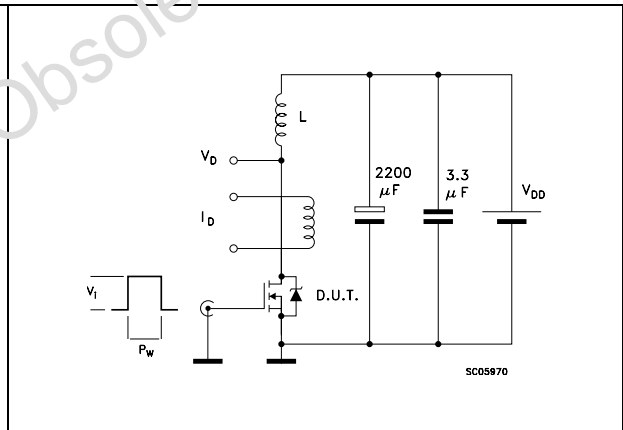 Obsole
L
V_D
2200
μF
3.3
μF
V_DD
I_D
D.U.T.
V_i
P_W
SC05970